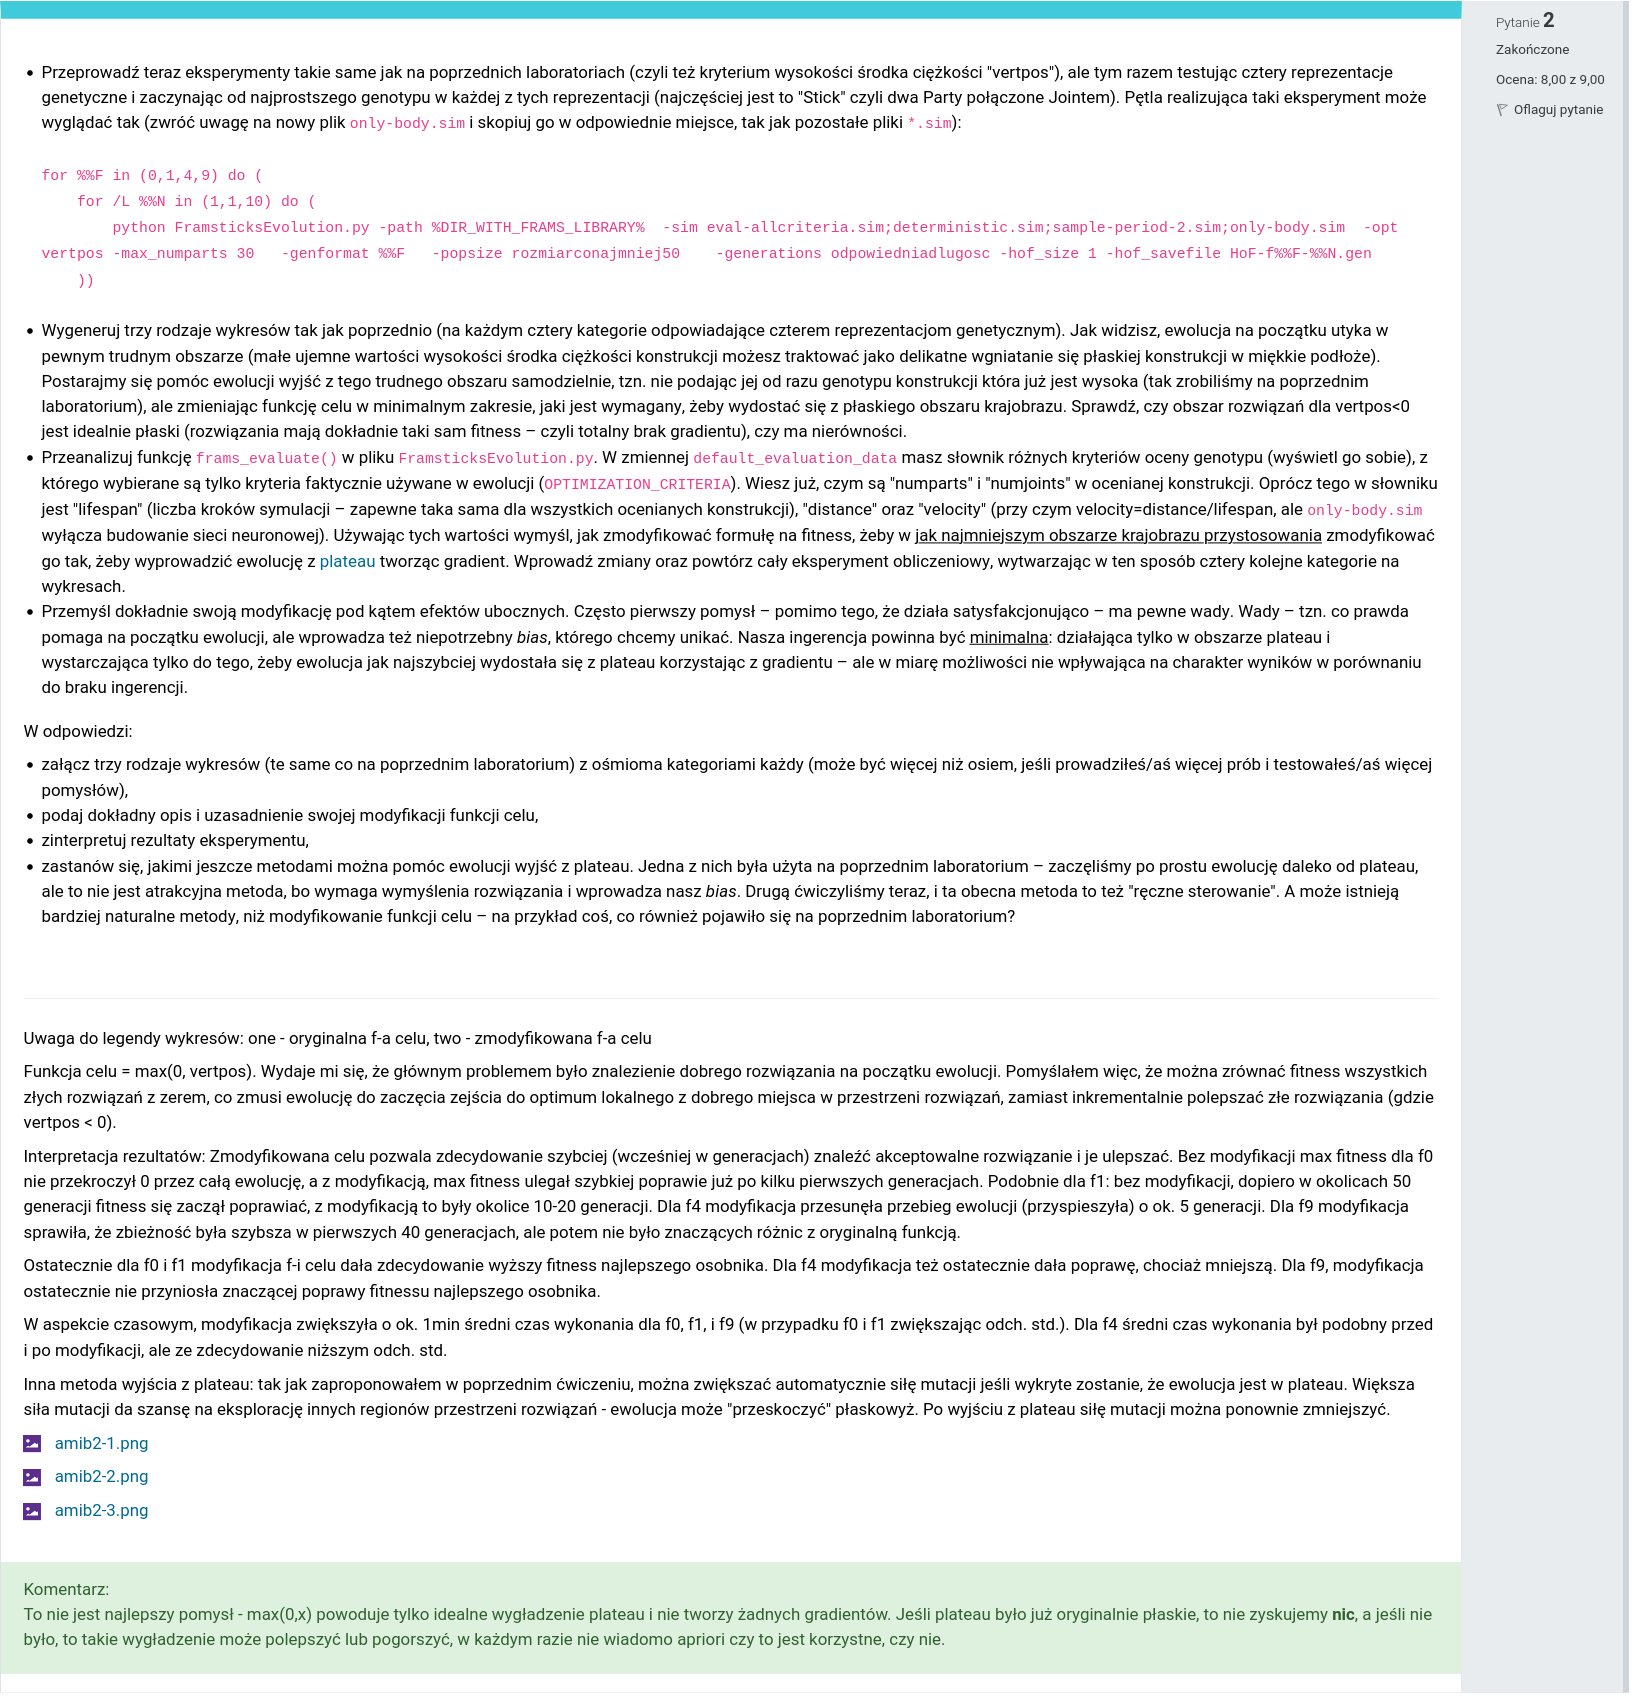 Przeprowadź teraz eksperymenty takie same jak na poprzednich laboratoriach (czyli też kryterium wysokości środka ciężkości "vertpos"), ale tym razem testując cztery reprezentacje
genetyczne i zaczynając od najprostszego genotypu w każdej z tych reprezentacji (najczęściej jest to "Stick" czyli dwa Party połączone Jointem). Pętla realizująca taki eksperyment może
wyglądać tak (zwróć uwagę na nowy plik only-body.sim i skopiuj go w odpowiednie miejsce, tak jak pozostałe pliki *.sim):
for %%F in (0,1,4,9) do (
for /L %%N in (1,1,10) do (
python FramsticksEvolution.py -path %DIR_WITH_FRAMS_LIBRARY%  -sim eval-allcriteria.sim;deterministic.sim;sample-period-2.sim;only-body.sim  -opt
vertpos -max_numparts 30   -genformat %%F   -popsize rozmiarconajmniej50    -generations odpowiedniadlugosc -hof_size 1 -hof_savefile HoF-f%%F-%%N.gen
))
Wygeneruj trzy rodzaje wykresów tak jak poprzednio (na każdym cztery kategorie odpowiadające czterem reprezentacjom genetycznym). Jak widzisz, ewolucja na początku utyka w
pewnym trudnym obszarze (małe ujemne wartości wysokości środka ciężkości konstrukcji możesz traktować jako delikatne wgniatanie się płaskiej konstrukcji w miękkie podłoże).
Postarajmy się pomóc ewolucji wyjść z tego trudnego obszaru samodzielnie, tzn. nie podając jej od razu genotypu konstrukcji która już jest wysoka (tak zrobiliśmy na poprzednim
laboratorium), ale zmieniając funkcję celu w minimalnym zakresie, jaki jest wymagany, żeby wydostać się z płaskiego obszaru krajobrazu. Sprawdź, czy obszar rozwiązań dla vertpos<0
jest idealnie płaski (rozwiązania mają dokładnie taki sam fitness – czyli totalny brak gradientu), czy ma nierówności.
Przeanalizuj funkcję frams_evaluate() w pliku FramsticksEvolution.py. W zmiennej default_evaluation_data masz słownik różnych kryteriów oceny genotypu (wyświetl go sobie), z
którego wybierane są tylko kryteria faktycznie używane w ewolucji (OPTIMIZATION_CRITERIA). Wiesz już, czym są "numparts" i "numjoints" w ocenianej konstrukcji. Oprócz tego w słowniku
jest "lifespan" (liczba kroków symulacji – zapewne taka sama dla wszystkich ocenianych konstrukcji), "distance" oraz "velocity" (przy czym velocity=distance/lifespan, ale only-body.sim
wyłącza budowanie sieci neuronowej). Używając tych wartości wymyśl, jak zmodyfikować formułę na fitness, żeby w jak najmniejszym obszarze krajobrazu przystosowania zmodyfikować
go tak, żeby wyprowadzić ewolucję z plateau tworząc gradient. Wprowadź zmiany oraz powtórz cały eksperyment obliczeniowy, wytwarzając w ten sposób cztery kolejne kategorie na
wykresach.
Przemyśl dokładnie swoją modyfikację pod kątem efektów ubocznych. Często pierwszy pomysł – pomimo tego, że działa satysfakcjonująco – ma pewne wady. Wady – tzn. co prawda
pomaga na początku ewolucji, ale wprowadza też niepotrzebny bias, którego chcemy unikać. Nasza ingerencja powinna być minimalna: działająca tylko w obszarze plateau i
wystarczająca tylko do tego, żeby ewolucja jak najszybciej wydostała się z plateau korzystając z gradientu – ale w miarę możliwości nie wpływająca na charakter wyników w porównaniu
do braku ingerencji.
W odpowiedzi:
załącz trzy rodzaje wykresów (te same co na poprzednim laboratorium) z ośmioma kategoriami każdy (może być więcej niż osiem, jeśli prowadziłeś/aś więcej prób i testowałeś/aś więcej
pomysłów),
podaj dokładny opis i uzasadnienie swojej modyfikacji funkcji celu,
zinterpretuj rezultaty eksperymentu,
zastanów się, jakimi jeszcze metodami można pomóc ewolucji wyjść z plateau. Jedna z nich była użyta na poprzednim laboratorium – zaczęliśmy po prostu ewolucję daleko od plateau,
ale to nie jest atrakcyjna metoda, bo wymaga wymyślenia rozwiązania i wprowadza nasz bias. Drugą ćwiczyliśmy teraz, i ta obecna metoda to też "ręczne sterowanie". A może istnieją
bardziej naturalne metody, niż modyfikowanie funkcji celu – na przykład coś, co również pojawiło się na poprzednim laboratorium?
Uwaga do legendy wykresów: one - oryginalna f-a celu, two - zmodyfikowana f-a celu
Funkcja celu = max(0, vertpos). Wydaje mi się, że głównym problemem było znalezienie dobrego rozwiązania na początku ewolucji. Pomyślałem więc, że można zrównać fitness wszystkich
złych rozwiązań z zerem, co zmusi ewolucję do zaczęcia zejścia do optimum lokalnego z dobrego miejsca w przestrzeni rozwiązań, zamiast inkrementalnie polepszać złe rozwiązania (gdzie
vertpos < 0).
Interpretacja rezultatów: Zmodyfikowana celu pozwala zdecydowanie szybciej (wcześniej w generacjach) znaleźć akceptowalne rozwiązanie i je ulepszać. Bez modyfikacji max fitness dla f0
nie przekroczył 0 przez całą ewolucję, a z modyfikacją, max fitness ulegał szybkiej poprawie już po kilku pierwszych generacjach. Podobnie dla f1: bez modyfikacji, dopiero w okolicach 50
generacji fitness się zaczął poprawiać, z modyfikacją to były okolice 10-20 generacji. Dla f4 modyfikacja przesunęła przebieg ewolucji (przyspieszyła) o ok. 5 generacji. Dla f9 modyfikacja
sprawiła, że zbieżność była szybsza w pierwszych 40 generacjach, ale potem nie było znaczących różnic z oryginalną funkcją.
Ostatecznie dla f0 i f1 modyfikacja f-i celu dała zdecydowanie wyższy fitness najlepszego osobnika. Dla f4 modyfikacja też ostatecznie dała poprawę, chociaż mniejszą. Dla f9, modyfikacja
ostatecznie nie przyniosła znaczącej poprawy fitnessu najlepszego osobnika.
W aspekcie czasowym, modyfikacja zwiększyła o ok. 1min średni czas wykonania dla f0, f1, i f9 (w przypadku f0 i f1 zwiększając odch. std.). Dla f4 średni czas wykonania był podobny przed
i po modyfikacji, ale ze zdecydowanie niższym odch. std.
Inna metoda wyjścia z plateau: tak jak zaproponowałem w poprzednim ćwiczeniu, można zwiększać automatycznie siłę mutacji jeśli wykryte zostanie, że ewolucja jest w plateau. Większa
siła mutacji da szansę na eksplorację innych regionów przestrzeni rozwiązań - ewolucja może "przeskoczyć" płaskowyż. Po wyjściu z plateau siłę mutacji można ponownie zmniejszyć.
amib2-1.png
amib2-2.png
amib2-3.png
Komentarz:
To nie jest najlepszy pomysł - max(0,x) powoduje tylko idealne wygładzenie plateau i nie tworzy żadnych gradientów. Jeśli plateau było już oryginalnie płaskie, to nie zyskujemy nic, a jeśli nie
było, to takie wygładzenie może polepszyć lub pogorszyć, w każdym razie nie wiadomo apriori czy to jest korzystne, czy nie.
Pytanie 2
Zakończone
Ocena: 8,00 z 9,00
Oflaguj pytanie